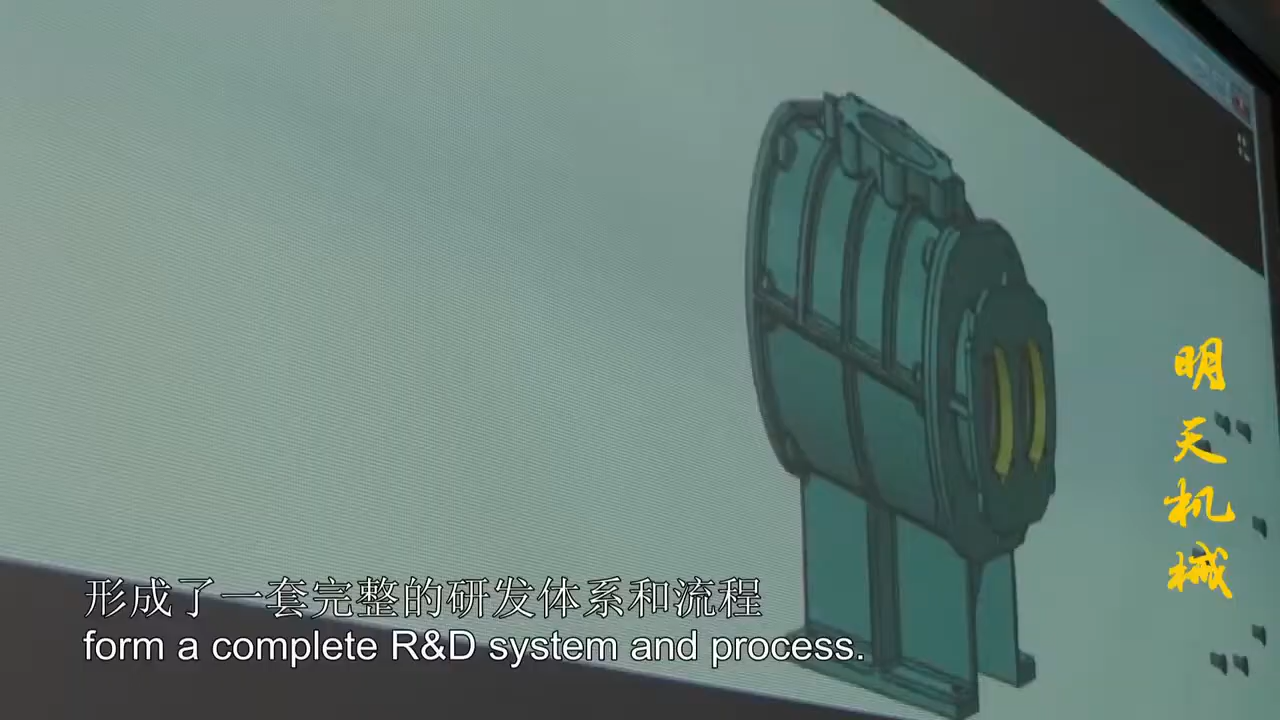 明天机械
形成了一套完整的研发体系和流程
form a complete R&D system and process.